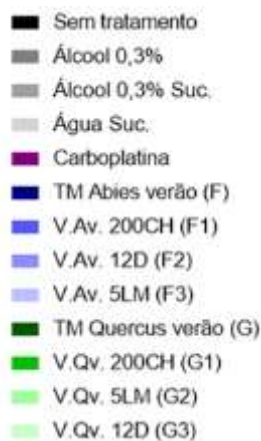 Sem tratamento
Álcool 0,3%
Álcool 0,3% Suc.
Água Suc.
Carboplatina
TM Abies verão (F)
V.Av. 200CH (F1)
V.Av. 12D (F2)
V.Av. 5LM (F3)
TM Quercus verão (G)
V.Qv. 200CH (G1)
V.Qv. 5LM (G2)
V.Qv. 12D (G3)